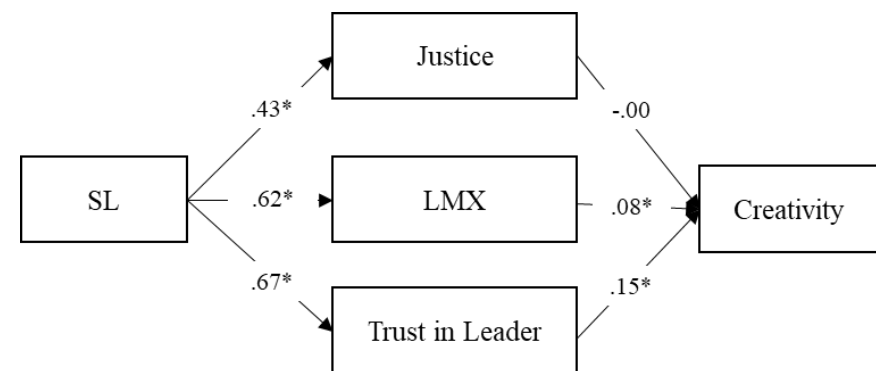 Justice
.43*
-.00
SL
.62*
LMX
.08*
Creativity
.67*
.15*
Trust in Leader